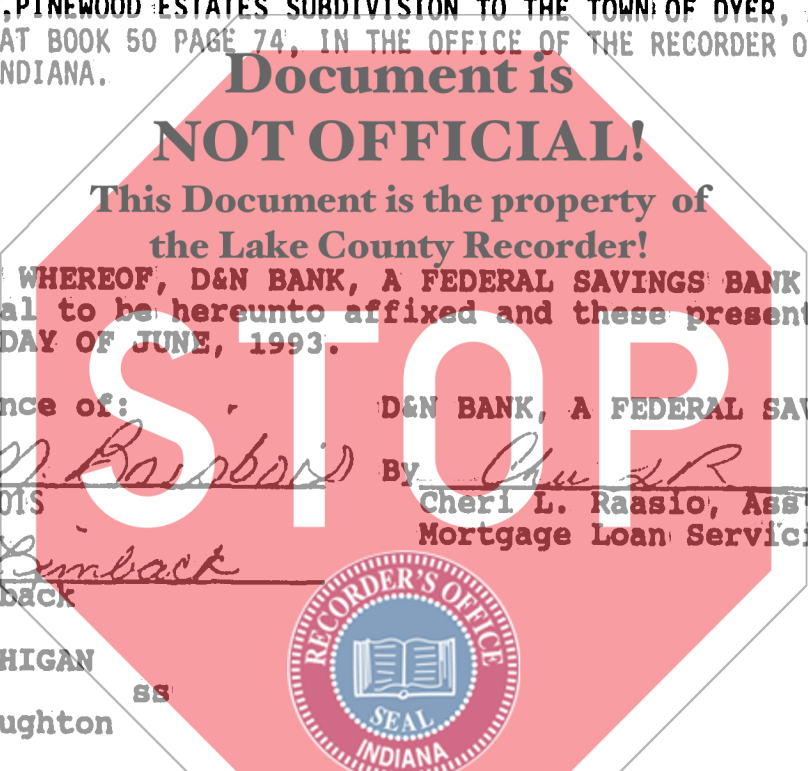 ,PINEWOOD ESTATES SUBDIVISION TO THE TOWN OF DYER,
AT BOOK 50 PAGE 74, IN THE OFFICE OF THE RECORDER O
NDIANA.
Document is
NOT OFFICIAL!
This Document is the property of
the Lake County Recorder!
WHEREOF, D&N BANK, A FEDERAL SAVINGS BANK
al to be hereunto affixed and these present
DAY OF JUNE, 1993.
STOP
nce of: D&N BANK, A FEDERAL SAV
By
OIS Cheri L. Raasio, Ass
Mortgage Loan Servici
back
HIGAN
ss
ughton
RECORDER'S OFFICE
SEAL
INDIANA